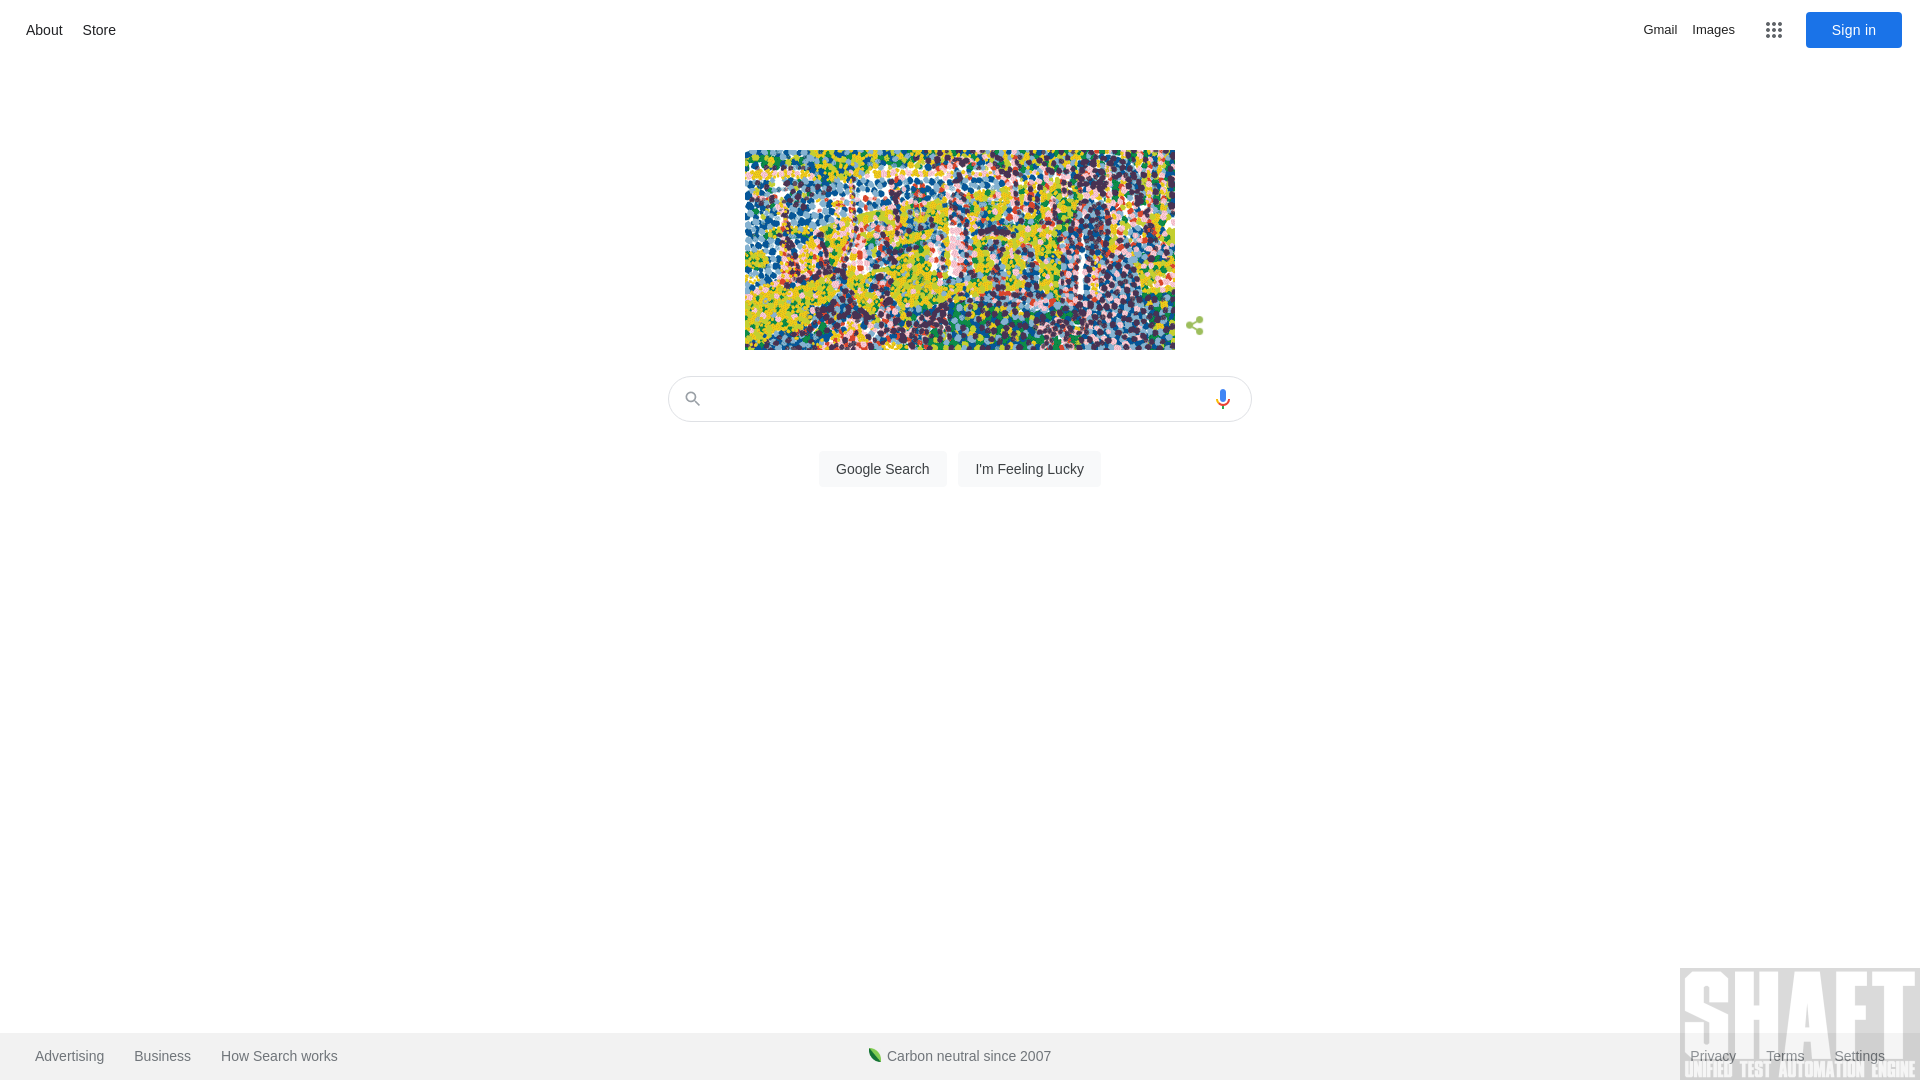 About Store
Gmail Images Sign in
Google Search I'm Feeling Lucky
SHAFT
Advertising Business How Search works Carbon neutral since 2007 Privacy Terms Settings
UNIFIED TEST AUTOMATION ENGINE